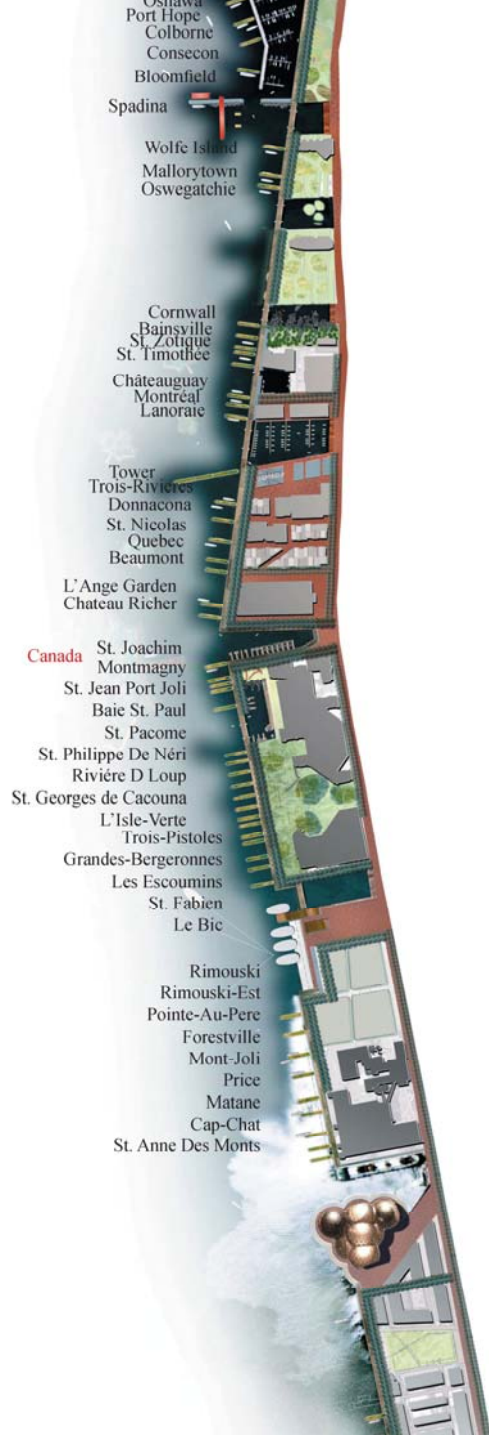 Oshawa
Port Hope
Colborne
Consecon
Bloomfield
Spadina
Wolfe Island
Mallorytown
Oswegatchie
Cornwall
Bainsville
St. Zotique
St. Timothée
Châteauguay
Montréal
Lanoraie
Tower
Trois-Rivieres
Donnacona
St. Nicolas
Quebec
Beaumont
L'Ange Garden
Chateau Richer
Canada
St. Joachim
Montmagny
St. Jean Port Joli
Baie St. Paul
St. Pacome
St. Philippe De Néri
Riviére D Loup
St. Georges de Cacouna
L'Isle-Verte
Trois-Pistoles
Grandes-Bergeronnes
Les Escoumins
St. Fabien
Le Bic
Rimouski
Rimouski-Est
Pointe-Au-Pere
Forestville
Mont-Joli
Price
Matane
Cap-Chat
St. Anne Des Monts